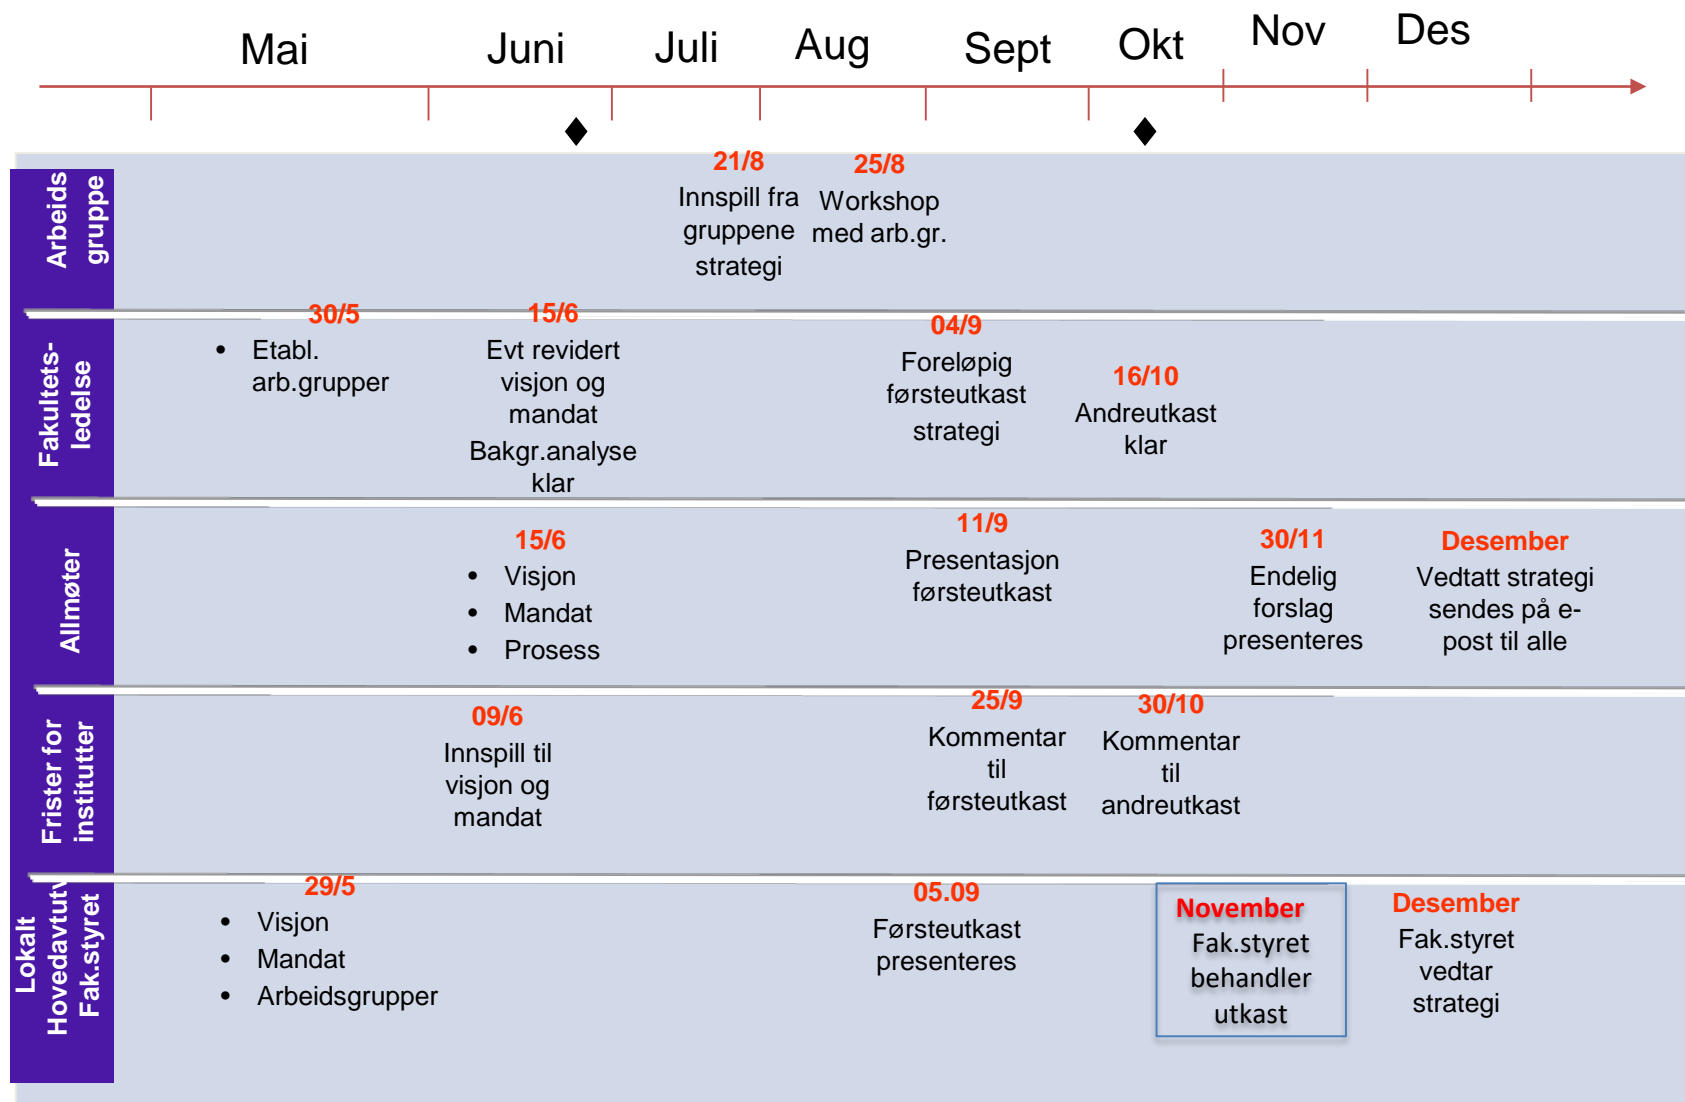 Mai Juni Juli Aug Sept Okt Nov Des
Arbeids
gruppe
21/8
Innspill fra
gruppene
strategi
25/8
Workshop
med arb.gr.
Fakultets-
ledelse
30/5
• Etabl.
arb.grupper
15/6
Evt revidert
visjon og
mandat
Bakgr.analyse
klar
04/9
Foreløpig
førsteutkast
strategi
16/10
Andreutkast
klar
Allmøter
15/6
• Visjon
• Mandat
• Prosess
11/9
Presentasjon
førsteutkast
30/11
Endelig
forslag
presenteres
Desember
Vedtatt strategi
sendes på e-
post til alle
Frister for
institutter
09/6
Innspill til
visjon og
mandat
25/9
Kommentar
til
førsteutkast
30/10
Kommentar
til
andreutkast
Lokalt
Hovedavtutv
Fak.styret
29/5
• Visjon
• Mandat
• Arbeidsgrupper
05.09
Førsteutkast
presenteres
November
Fak.styret
behandler
utkast
Desember
Fak.styret
vedtar
strategi